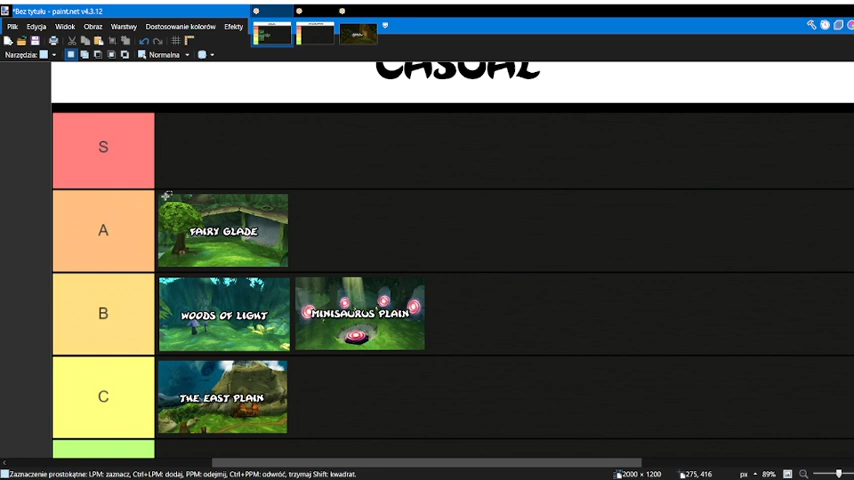 *Bez tytułu - paint.net v4.3.12
Plik Edycja Widok Obraz Warstwy Dostosowanie kolorów Efekty
Narzędzia: Normalna
CASUAL
S
A
FAIRY GLADE
B
WOODS OF LIGHT
MINISAURUS PLAIN
C
THE EAST PLAIN
Zaznaczenie prostokątne: LPM: zaznacz, Ctrl+LPM: dodaj, PPM: odejmij, Ctrl+PPM: odwróć, trzymaj Shift: kwadrat. 2000 × 1200 275, 416 px 89%